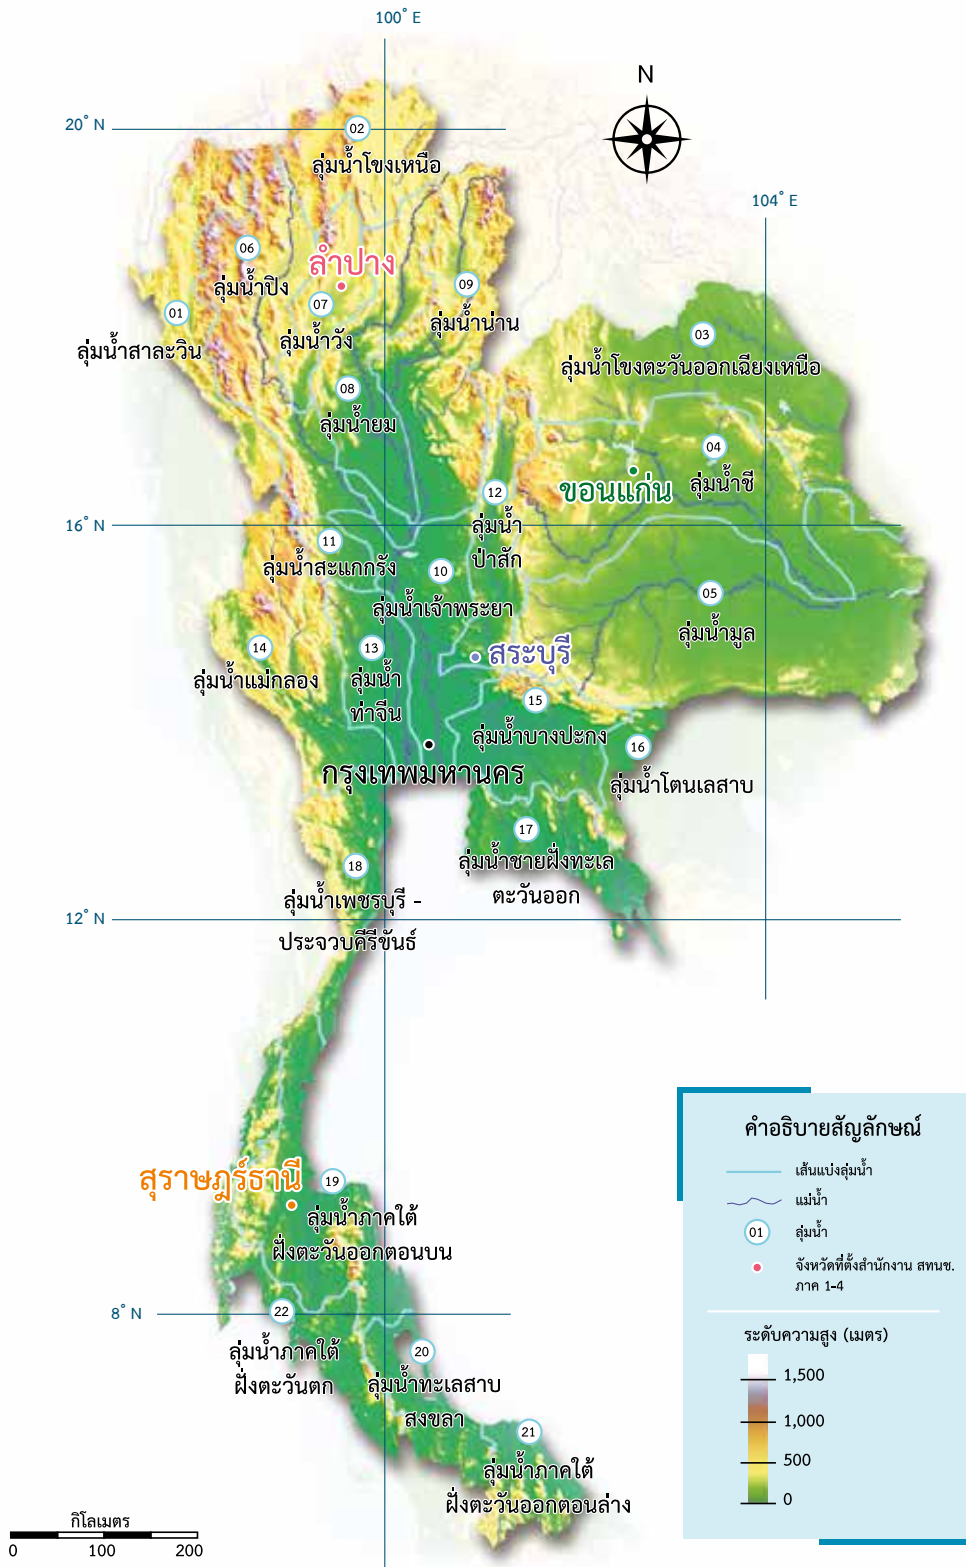 100° E
N
20° N
02
ลุ่มน้ำโขงเหนือ
104° E
06
ลุ่มน้ำปิง
ลำปาง
09
ลุ่มน้ำน่าน
01
ลุ่มน้ำสาละวิน
07
ลุ่มน้ำวัง
03
ลุ่มน้ำโขงตะวันออกเฉียงเหนือ
08
ลุ่มน้ำยม
04
ลุ่มน้ำชี
ขอนแก่น
12
ลุ่มน้ำ
ป่าสัก
16° N
11
ลุ่มน้ำสะแกกรัง
10
ลุ่มน้ำเจ้าพระยา
05
ลุ่มน้ำมูล
14
ลุ่มน้ำแม่กลอง
13
ลุ่มน้ำ
ท่าจีน
สระบุรี
15
ลุ่มน้ำบางปะกง
16
ลุ่มน้ำโตนเลสาบ
กรุงเทพมหานคร
17
ลุ่มน้ำชายฝั่งทะเล
ตะวันออก
18
ลุ่มน้ำเพชรบุรี -
ประจวบคีรีขันธ์
12° N
สุราษฎร์ธานี
19
ลุ่มน้ำภาคใต้
ฝั่งตะวันออกตอนบน
8° N
22
ลุ่มน้ำภาคใต้
ฝั่งตะวันตก
20
ลุ่มน้ำทะเลสาบ
สงขลา
21
ลุ่มน้ำภาคใต้
ฝั่งตะวันออกตอนล่าง
คำอธิบายสัญลักษณ์
เส้นแบ่งลุ่มน้ำ
แม่น้ำ
01 ลุ่มน้ำ
จังหวัดที่ตั้งสำนักงาน สทนช.
ภาค 1-4
ระดับความสูง (เมตร)
1,500
1,000
500
0
กิโลเมตร
0 100 200